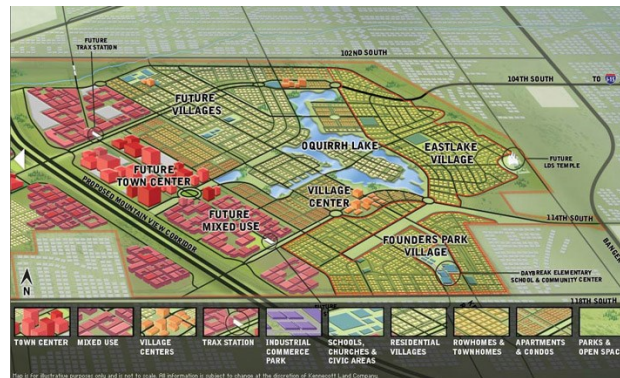 FUTURE
TRAX STATION
102ND SOUTH
104TH SOUTH
TO
FUTURE
VILLAGES
OQUIRRH LAKE
EASTLAKE
VILLAGE
FUTURE
LDS TEMPLE
FUTURE
TOWN CENTER
VILLAGE
CENTER
PROPOSED MOUNTAIN VIEW CORRIDOR
FUTURE
MIXED USE
114TH SOUTH
FOUNDERS PARK
VILLAGE
DAYBREAK ELEMENTARY
SCHOOL & COMMUNITY CENTER
N
118TH SOUTH
TOWN CENTER
MIXED USE
VILLAGE
CENTERS
TRAX STATION
INDUSTRIAL
COMMERCE
PARK
SCHOOLS,
CHURCHES &
CIVIC AREAS
RESIDENTIAL
VILLAGES
ROWHOMES &
TOWNHOMES
APARTMENTS
& CONDOS
PARKS &
OPEN SPAC
Map is for illustrative purposes only and is not to scale. All information is subject to change at the discretion of Kennecott Land Company.